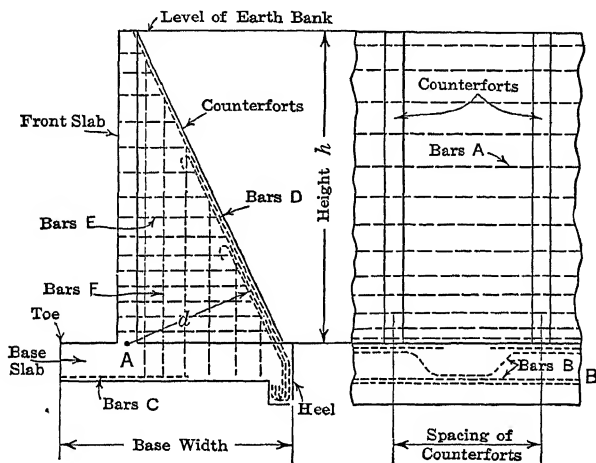 Level of Earth Bank
Counterforts
Front Slab
Bars D
Bars E
Bars F
d
Toe
A
Base
Slab
Bars C
Heel
Base Width
Height h
Counterforts
Bars A
Bars B
B
Spacing of
Counterforts